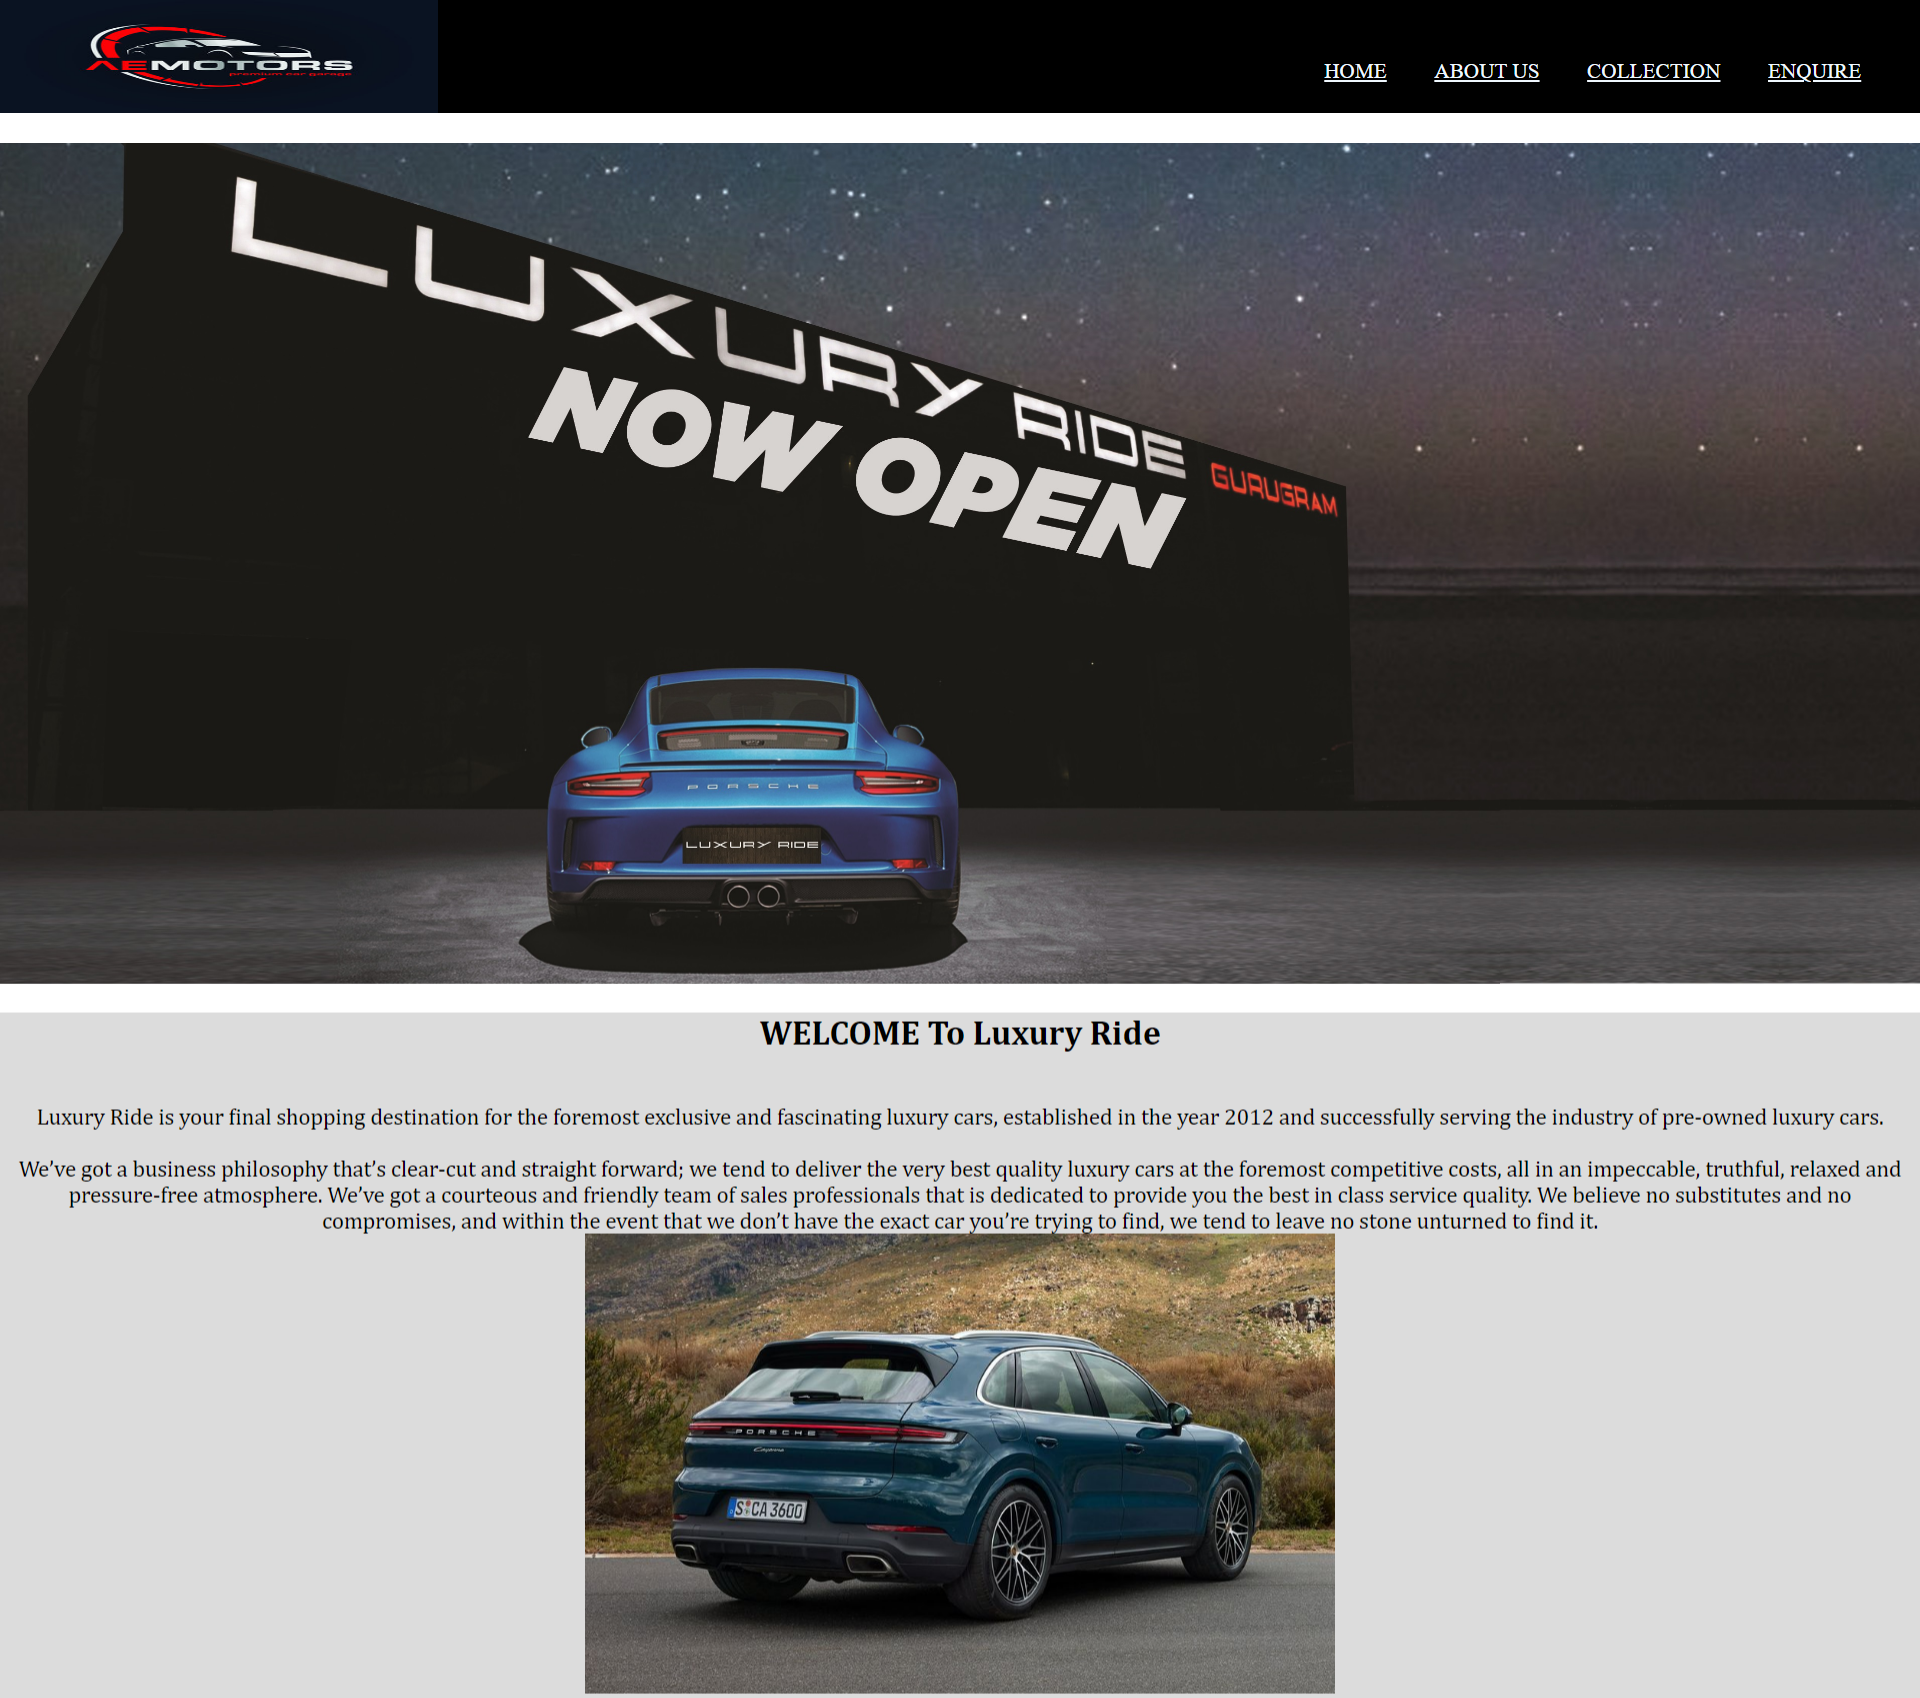 AEMOTORS
premium car garage
HOME ABOUT US COLLECTION ENQUIRE
LUXURY RIDE
GURUGRAM
NOW OPEN
PORSCHE
LUXURY RIDE
WELCOME To Luxury Ride
Luxury Ride is your final shopping destination for the foremost exclusive and fascinating luxury cars, established in the year 2012 and successfully serving the industry of pre-owned luxury cars.
We’ve got a business philosophy that’s clear-cut and straight forward; we tend to deliver the very best quality luxury cars at the foremost competitive costs, all in an impeccable, truthful, relaxed and
pressure-free atmosphere. We’ve got a courteous and friendly team of sales professionals that is dedicated to provide you the best in class service quality. We believe no substitutes and no
compromises, and within the event that we don’t have the exact car you’re trying to find, we tend to leave no stone unturned to find it.
PORSCHE
Cayenne
S CA 3600